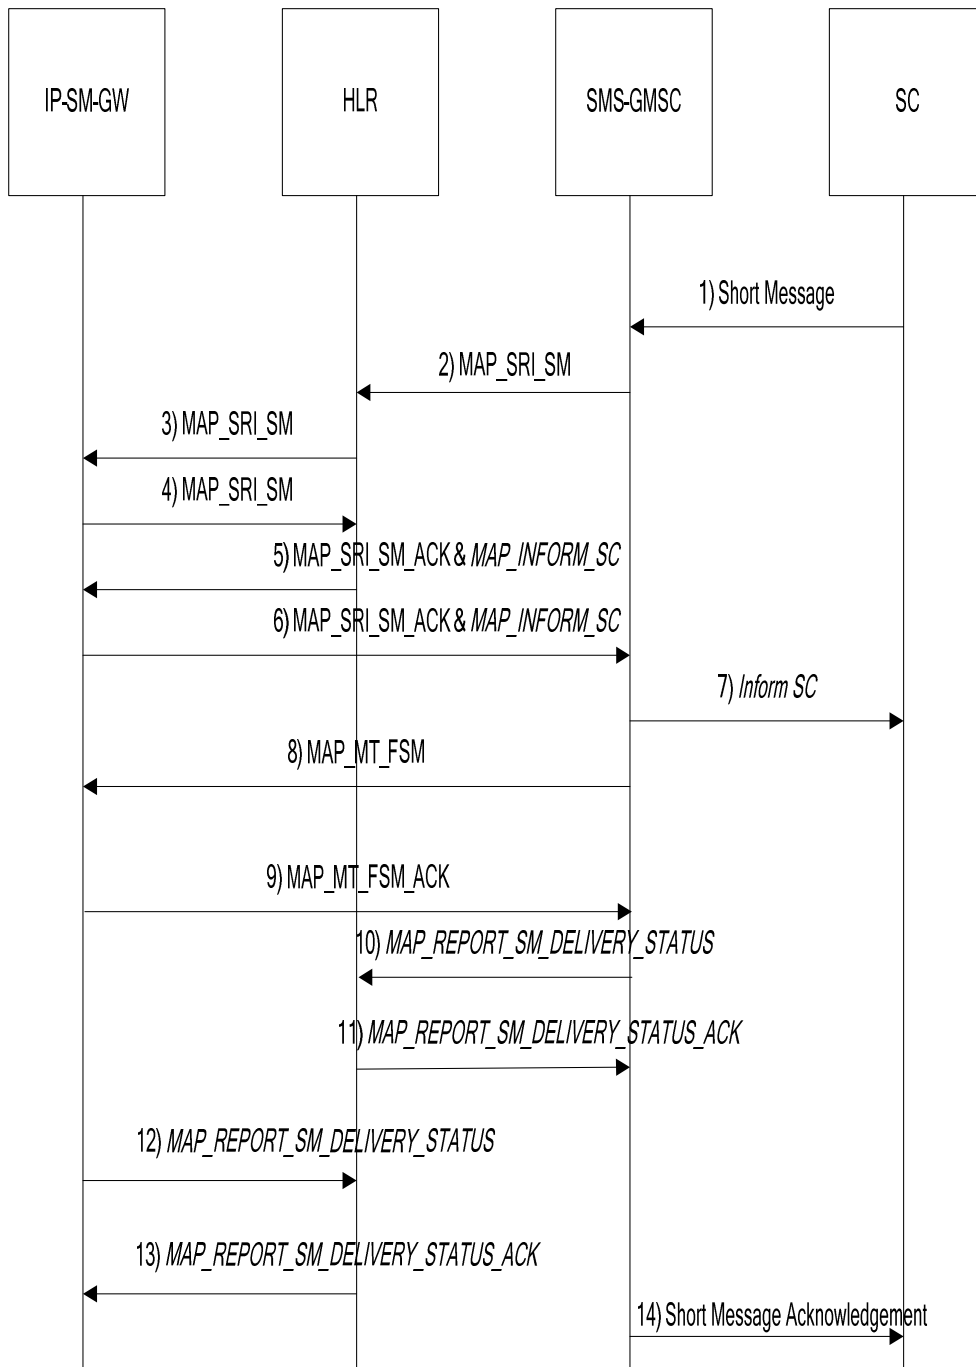 IP-SM-GW
HLR
SMS-GMSC
SC
1) Short Message
2) MAP_SRI_SM
3) MAP_SRI_SM
4) MAP_SRI_SM
5) MAP_SRI_SM_ACK & MAP_INFORM_SC
6) MAP_SRI_SM_ACK & MAP_INFORM_SC
7) Inform SC
8) MAP_MT_FSM
9) MAP_MT_FSM_ACK
10) MAP_REPORT_SM_DELIVERY_STATUS
11) MAP_REPORT_SM_DELIVERY_STATUS_ACK
12) MAP_REPORT_SM_DELIVERY_STATUS
13) MAP_REPORT_SM_DELIVERY_STATUS_ACK
14) Short Message Acknowledgement